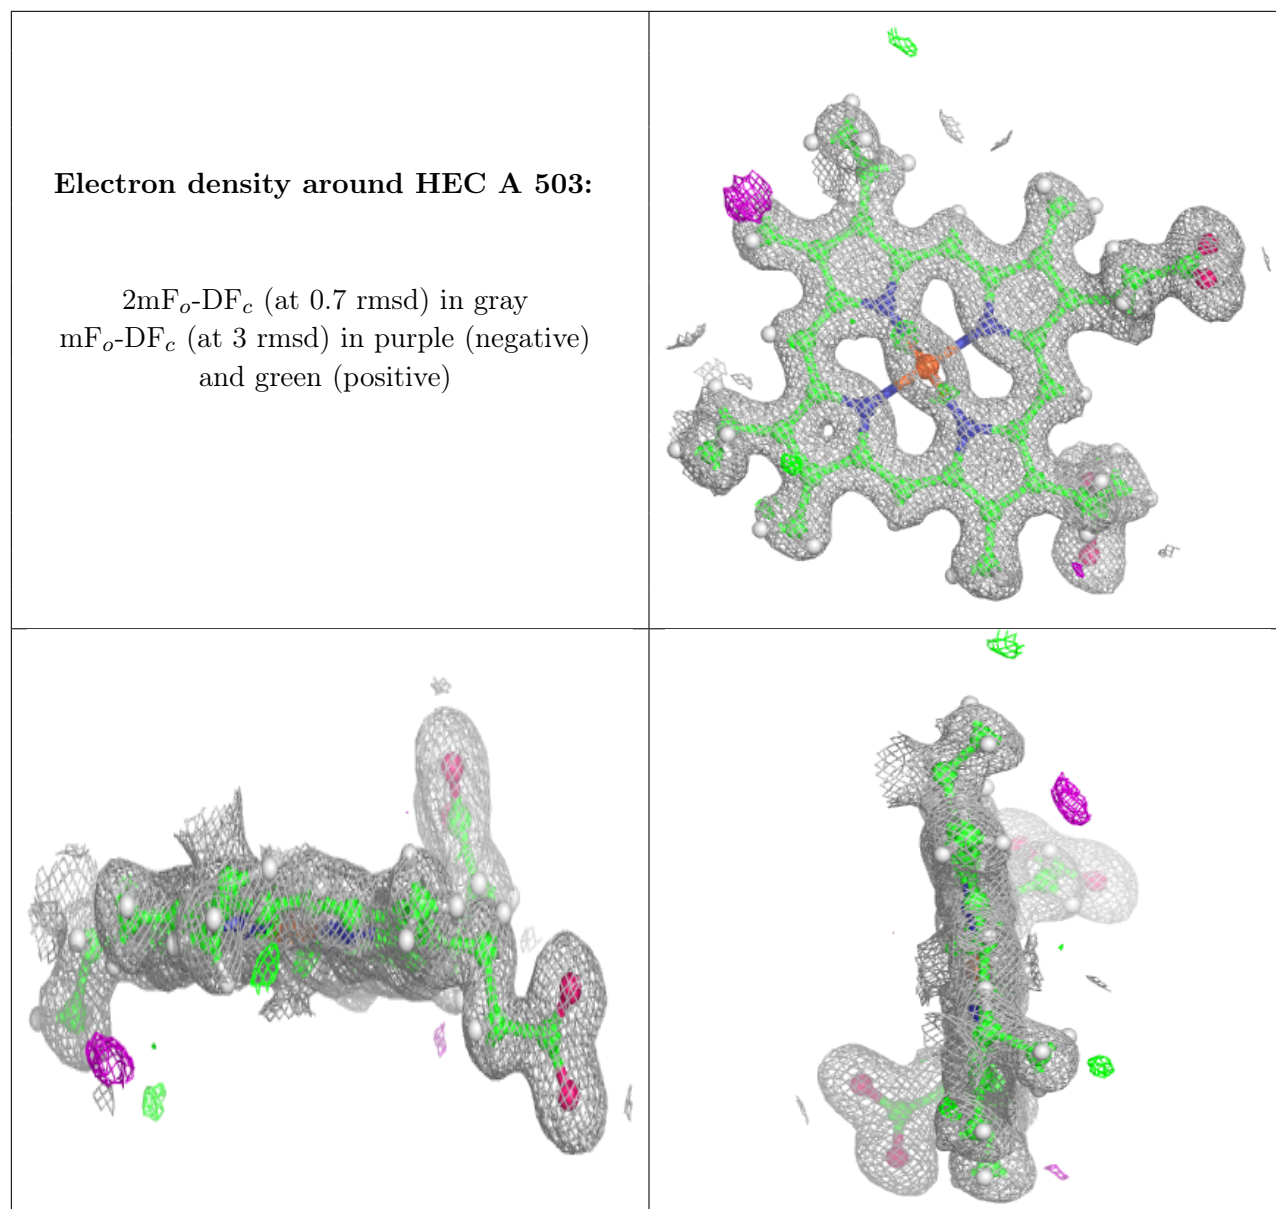 Electron density around HEC A 503:
2mFo-DFc (at 0.7 rmsd) in gray
mFo-DFc (at 3 rmsd) in purple (negative)
and green (positive)